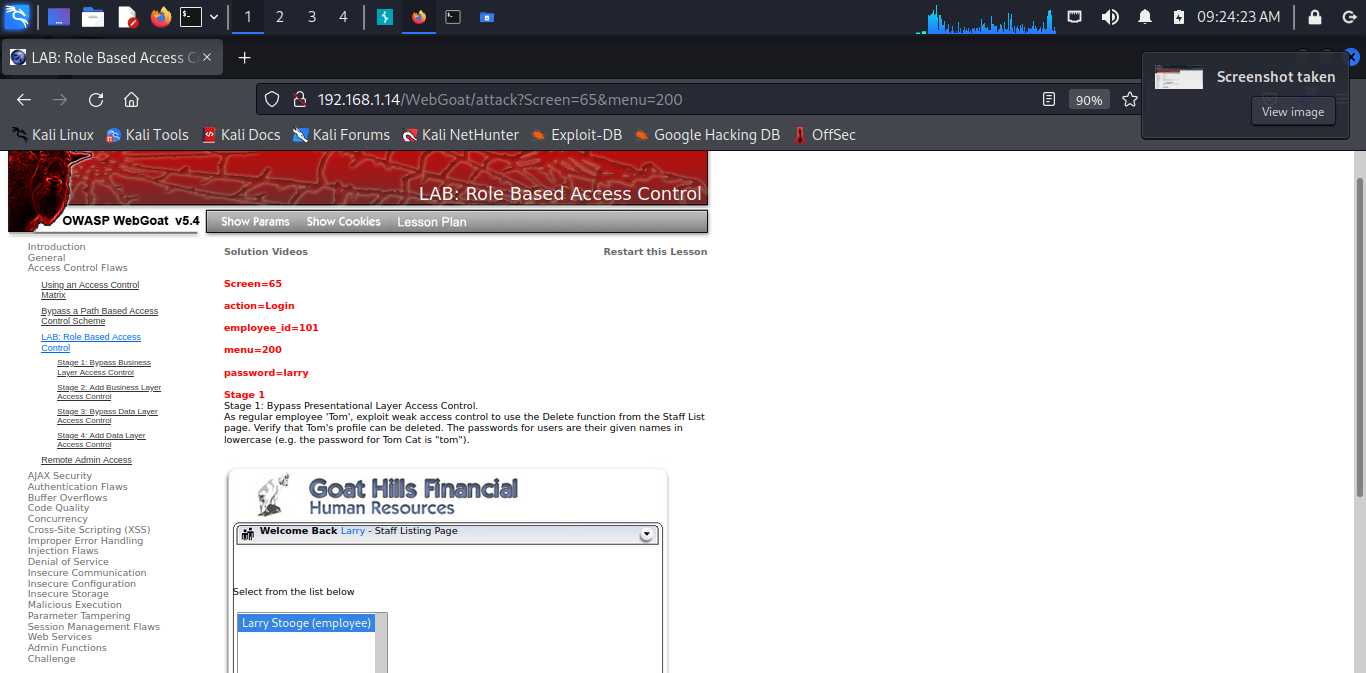 1 2 3 4 09:24:23 AM
LAB: Role Based Access C
Screenshot taken
View image
192.168.1.14/WebGoat/attack?Screen=65&menu=200
90%
Kali Linux Kali Tools Kali Docs Kali Forums Kali NetHunter Exploit-DB Google Hacking DB OffSec
LAB: Role Based Access Control
OWASP WebGoat v5.4
Show Params Show Cookies Lesson Plan
Introduction
General
Access Control Flaws
Using an Access Control
Matrix
Bypass a Path Based Access
Control Scheme
LAB: Role Based Access
Control
Stage 1: Bypass Business
Layer Access Control
Stage 2: Add Business Layer
Access Control
Stage 3: Bypass Data Layer
Access Control
Stage 4: Add Data Layer
Access Control
Remote Admin Access
AJAX Security
Authentication Flaws
Buffer Overflows
Code Quality
Concurrency
Cross-Site Scripting (XSS)
Improper Error Handling
Injection Flaws
Denial of Service
Insecure Communication
Insecure Configuration
Insecure Storage
Malicious Execution
Parameter Tampering
Session Management Flaws
Web Services
Admin Functions
Challenge
Solution Videos Restart this Lesson
Screen=65
action=Login
employee_id=101
menu=200
password=larry
Stage 1
Stage 1: Bypass Presentational Layer Access Control.
As regular employee 'Tom', exploit weak access control to use the Delete function from the Staff List
page. Verify that Tom's profile can be deleted. The passwords for users are their given names in
lowercase (e.g. the password for Tom Cat is "tom").
Goat Hills Financial
Human Resources
Welcome Back Larry - Staff Listing Page
Select from the list below
Larry Stooge (employee)